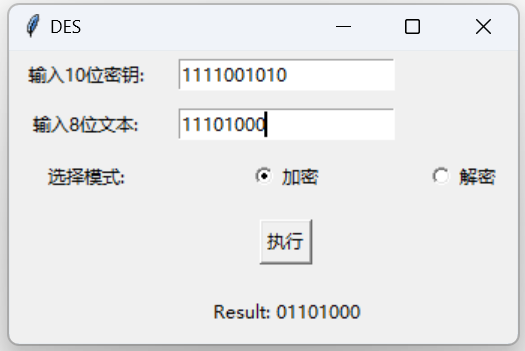 DES
输入10位密钥: 1111001010
输入8位文本: 11101000
选择模式: 加密 解密
执行
Result: 01101000